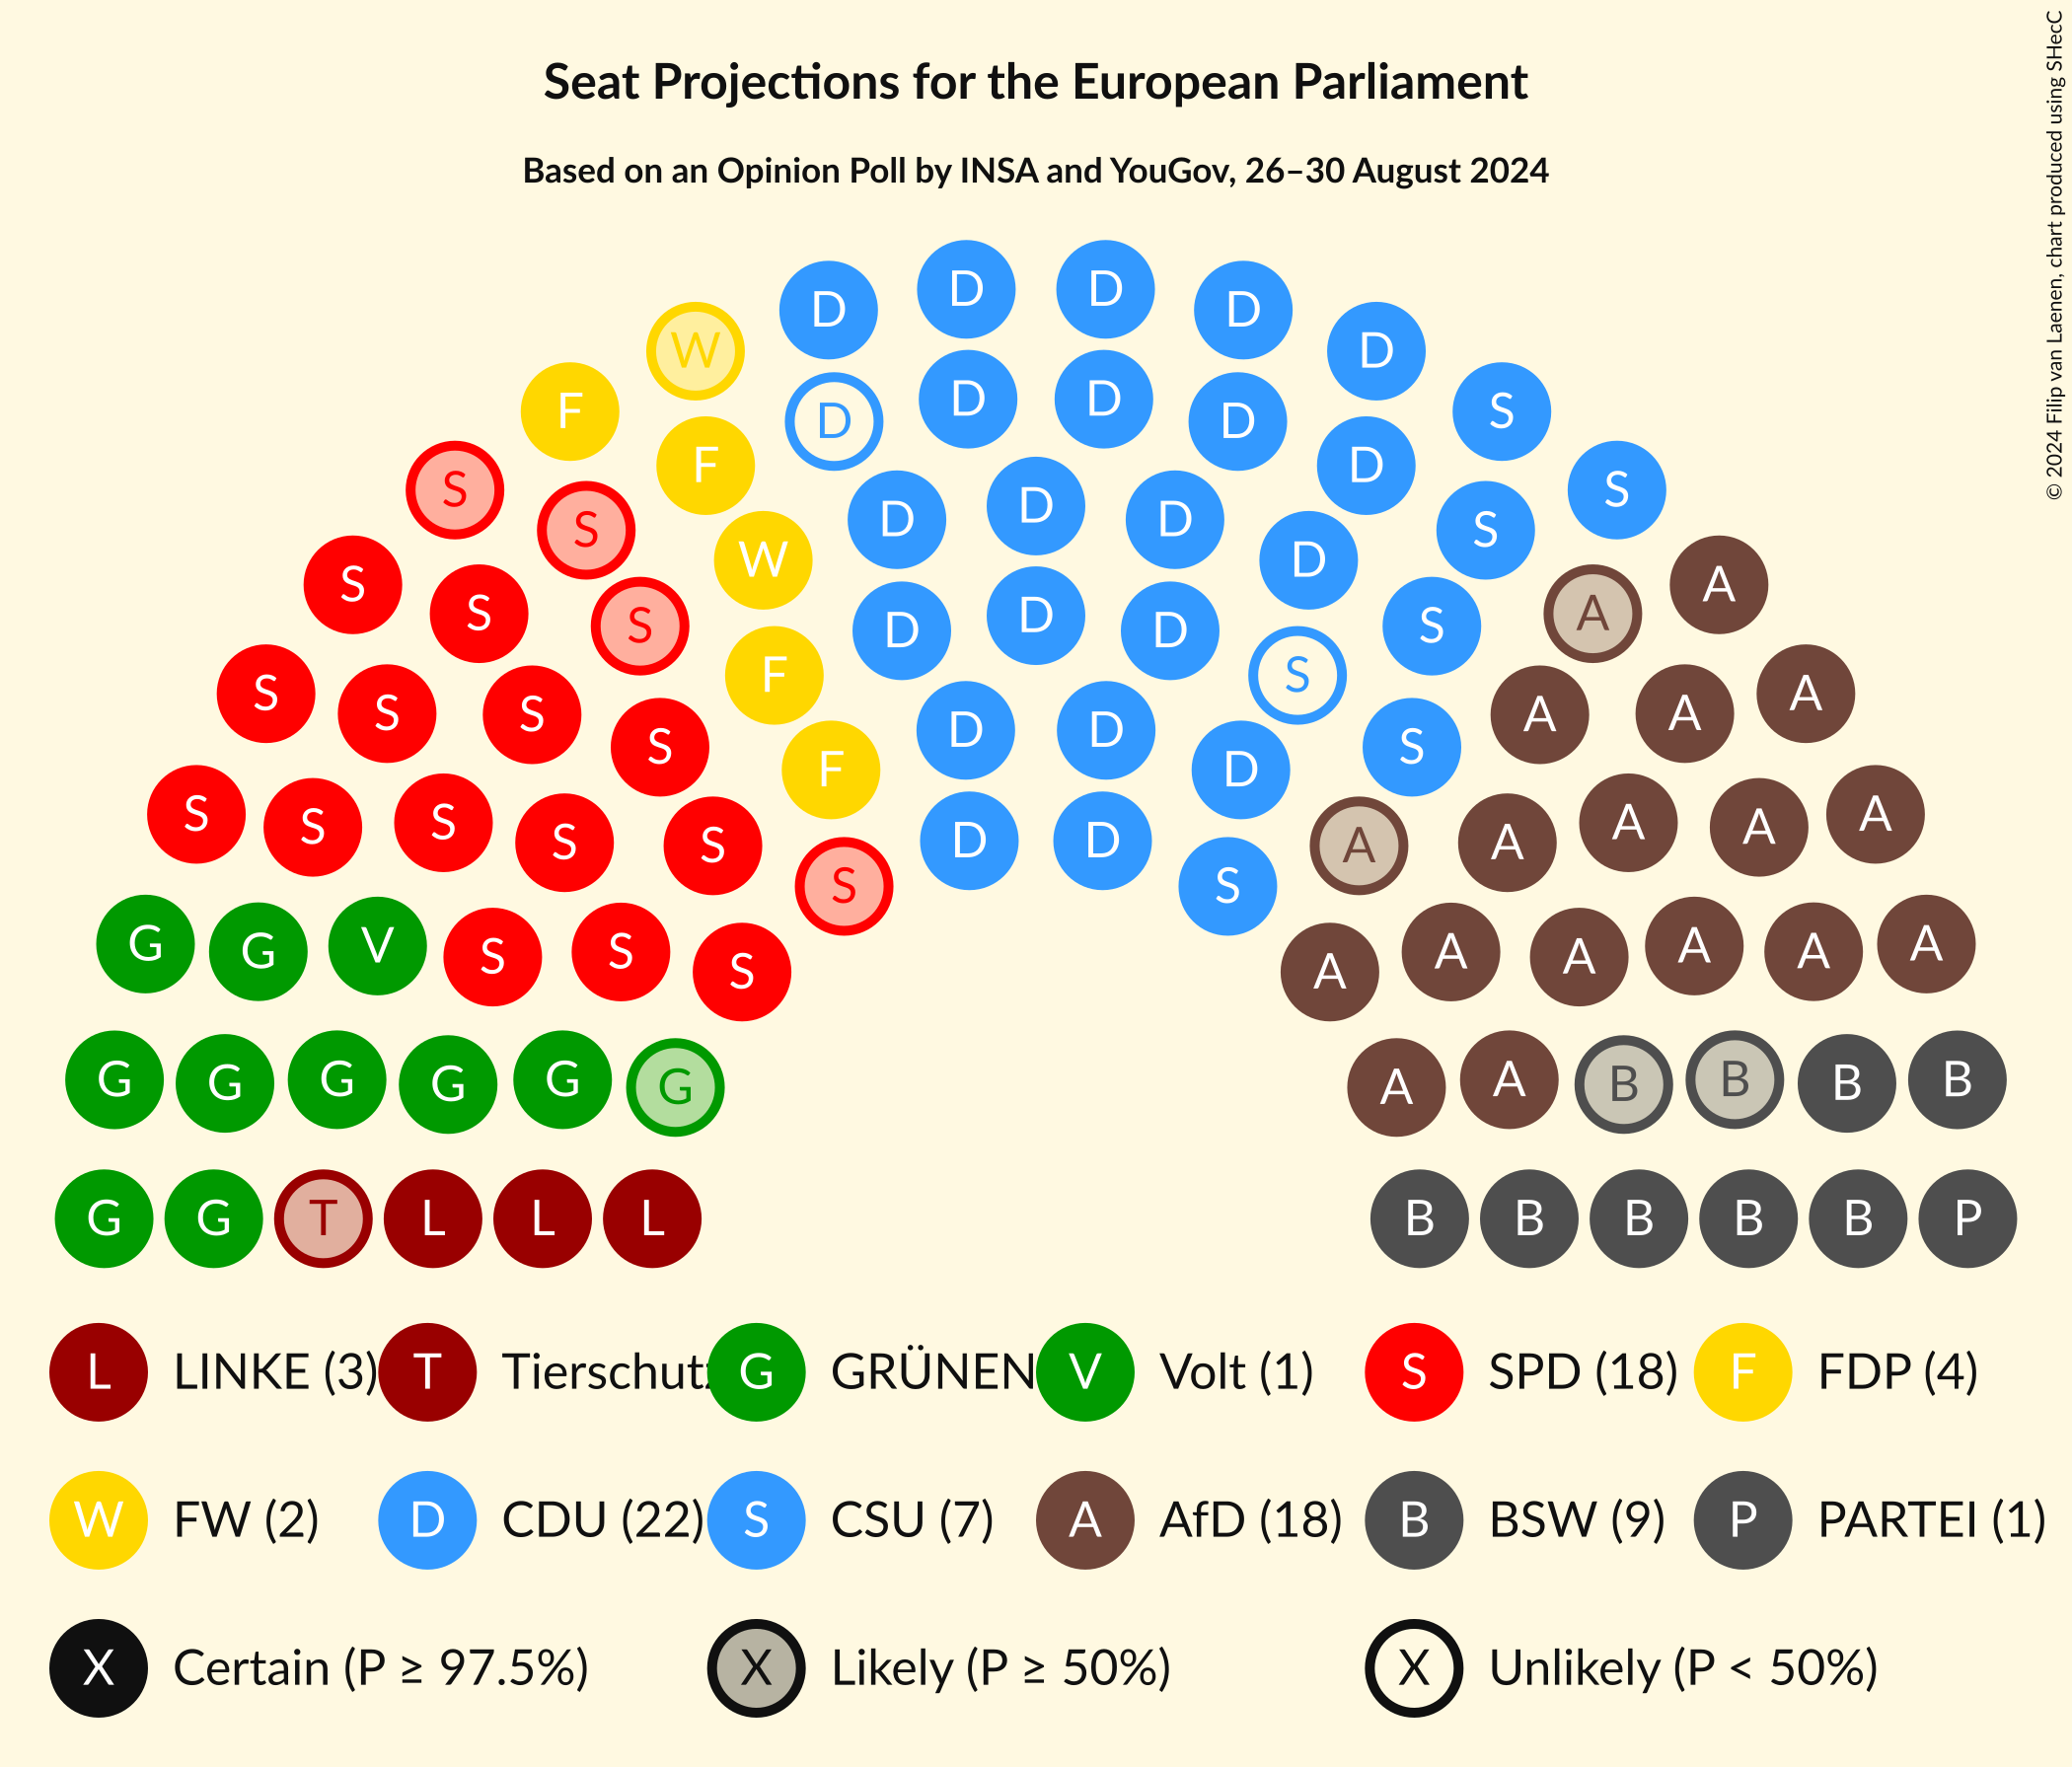 Seat Projections for the European Parliament
Based on an Opinion Poll by INSA and YouGov, 26–30 August 2024
© 2024 Filip van Laenen, chart produced using SHecC
D D D D
W D
F D D D D D S
F D
S D D D S
S W D S
S S D D D A A
S S F S S
S S S S D D D S A A A
F D
S S S S S S D D S A A A A A
G G V S S S A A A A A A
G G G G G G A A B B B B
G G T L L L B B B B B P
L LINKE (3) T Tierschutz G GRÜNEN V Volt (1) S SPD (18) F FDP (4)
W FW (2) D CDU (22) S CSU (7) A AfD (18) B BSW (9) P PARTEI (1)
X Certain (P ≥ 97.5%) X Likely (P ≥ 50%) X Unlikely (P < 50%)